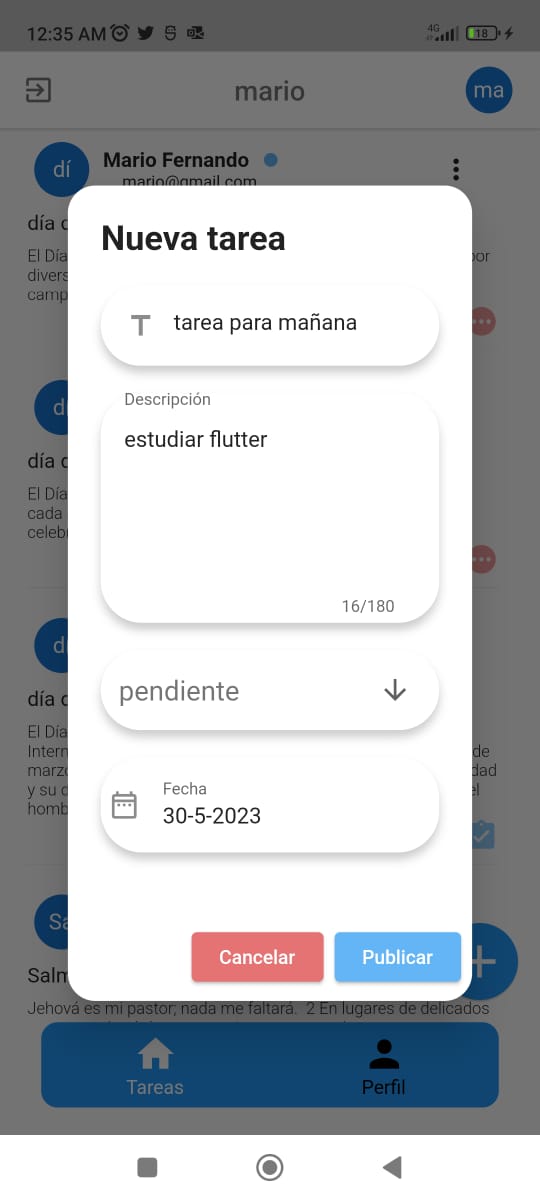 12:35 AM
4G
18
mario
ma
dí
Mario Fernando
mario@gmail.com
día
El Día
por
divers
camp
Nueva tarea
T tarea para mañana
Descripción
estudiar flutter
16/180
pendiente
Fecha
30-5-2023
Cancelar
Publicar
día
El Día
cada
celeb
día
El Día
Intern
de
marzo
dad
y su
el
homb
Sa
Salm
Jehová es mi pastor; nada me faltará. 2 En lugares de delicados
Tareas
Perfil